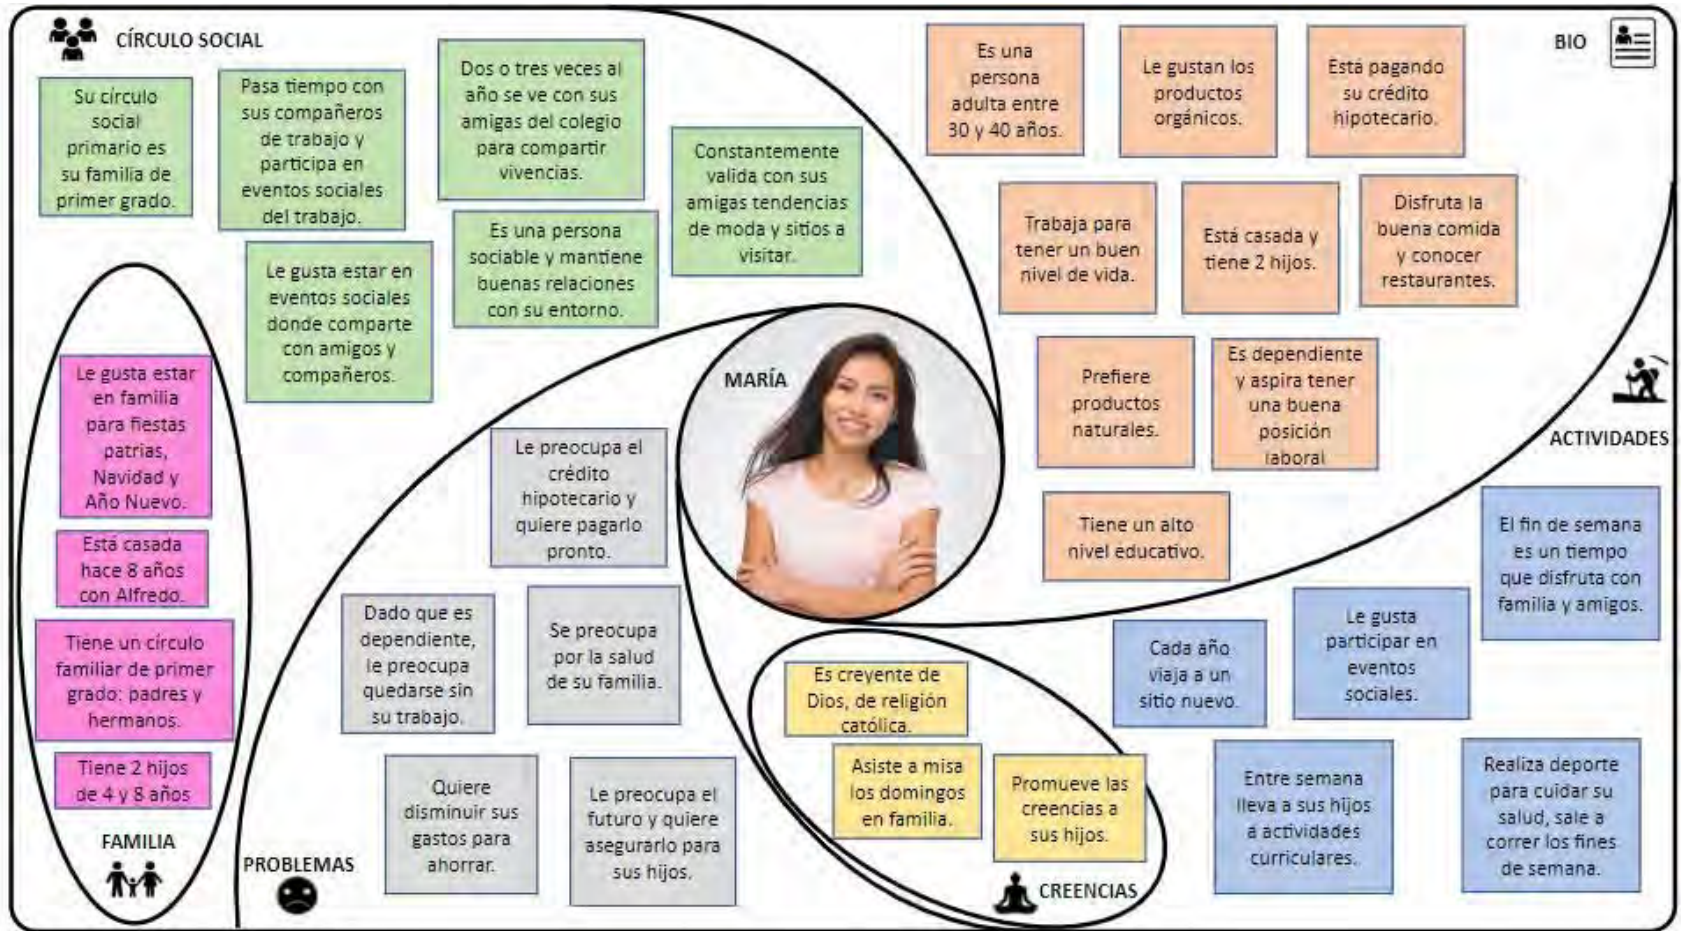 CÍRCULO SOCIAL
Su círculo
social
primario es
su familia de
primer grado.
Pasa tiempo con
sus compañeros
de trabajo y
participa en
eventos sociales
del trabajo.
Dos o tres veces al
año se ve con sus
amigas del colegio
para compartir
vivencias.
Constantemente
valida con sus
amigas tendencias
de moda y sitios a
visitar.
Le gusta estar en
eventos sociales
donde comparte
con amigos y
compañeros.
Es una persona
sociable y mantiene
buenas relaciones
con su entorno.
BIO
Es una
persona
adulta entre
30 y 40 años.
Le gustan los
productos
orgánicos.
Está pagando
su crédito
hipotecario.
Trabaja para
tener un buen
nivel de vida.
Está casada y
tiene 2 hijos.
Disfruta la
buena comida
y conocer
restaurantes.
Prefiere
productos
naturales.
Es dependiente
y aspira tener
una buena
posición
laboral
Tiene un alto
nivel educativo.
MARÍA
Le gusta estar
en familia
para fiestas
patrias,
Navidad y
Año Nuevo.
Está casada
hace 8 años
con Alfredo.
Tiene un círculo
familiar de primer
grado: padres y
hermanos.
Tiene 2 hijos
de 4 y 8 años
FAMILIA
Le preocupa el
crédito
hipotecario y
quiere pagarlo
pronto.
Dado que es
dependiente,
le preocupa
quedarse sin
su trabajo.
Se preocupa
por la salud
de su familia.
Quiere
disminuir sus
gastos para
ahorrar.
Le preocupa el
futuro y quiere
asegurarlo para
sus hijos.
PROBLEMAS
Es creyente de
Dios, de religión
católica.
Asiste a misa
los domingos
en familia.
Promueve las
creencias a
sus hijos.
CREENCIAS
ACTIVIDADES
El fin de semana
es un tiempo
que disfruta con
familia y amigos.
Le gusta
participar en
eventos
sociales.
Cada año
viaja a un
sitio nuevo.
Entre semana
lleva a sus hijos
a actividades
curriculares.
Realiza deporte
para cuidar su
salud, sale a
correr los fines
de semana.